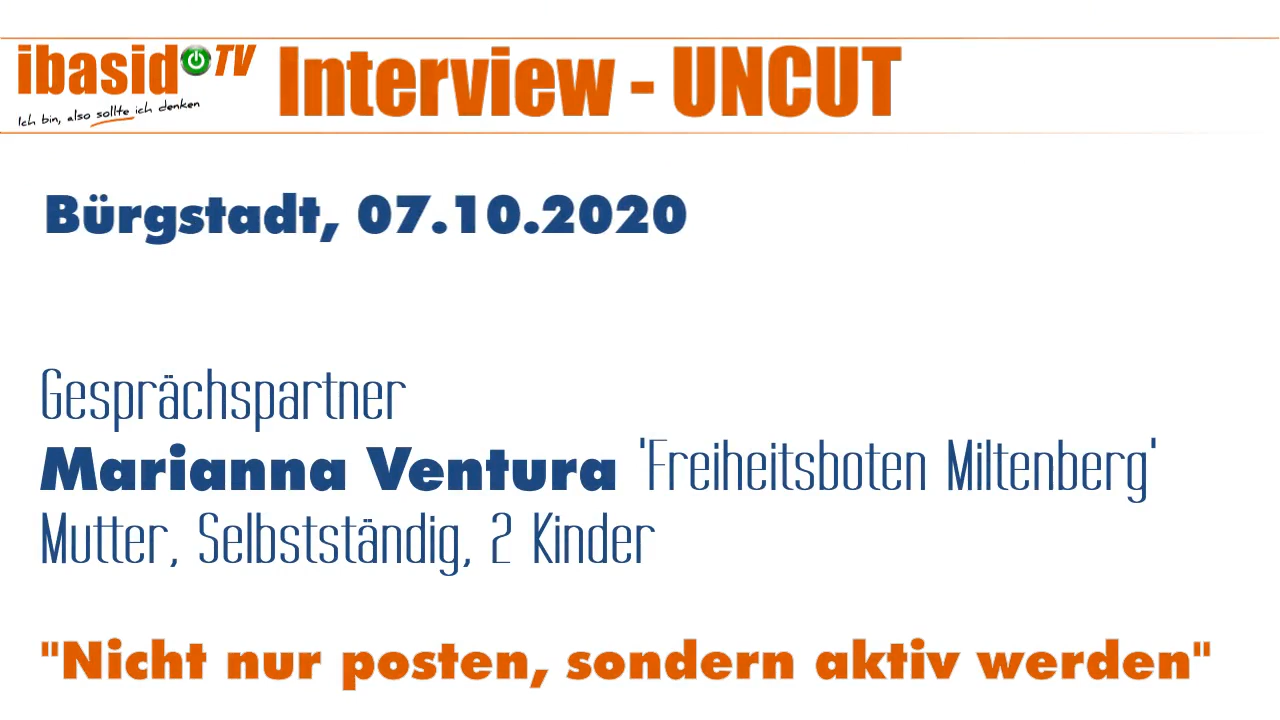 ibasid TV Interview - UNCUT
Ich bin, also sollte ich denken
Bürgstadt, 07.10.2020
Gesprächspartner
Marianna Ventura 'Freiheitsboten Miltenberg'
Mutter, Selbstständig, 2 Kinder
"Nicht nur posten, sondern aktiv werden"